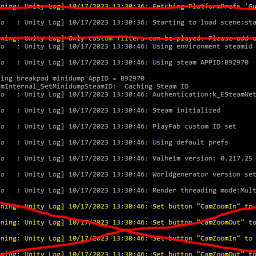 ning: Unity Log] 10/17/2023 13:30:36: Fetching PlatformPrefs 'Gu
o   : Unity Log] 10/17/2023 13:30:36: Starting to load scene:sta
ning: Unity Log] Only custom filters can be played. Please add a
o   : Unity Log] 10/17/2023 13:30:46: Using environment steamid
o   : Unity Log] 10/17/2023 13:30:46: Using steam APPID:892970
ing breakpad minidump AppID = 892970
mInternal_SetMinidumpSteamID:  Caching Steam ID
o   : Unity Log] 10/17/2023 13:30:46: Authentication:k_ESteamNet
o   : Unity Log] 10/17/2023 13:30:46: Steam initialized
o   : Unity Log] 10/17/2023 13:30:46: PlayFab custom ID set
o   : Unity Log] 10/17/2023 13:30:46: Using default prefs
o   : Unity Log] 10/17/2023 13:30:46: Valheim version: 0.217.25
o   : Unity Log] 10/17/2023 13:30:46: Worldgenerator version set
o   : Unity Log] 10/17/2023 13:30:46: Render threading mode:Mult
ning: Unity Log] 10/17/2023 13:30:46: Set button "CamZoomIn" to
ning: Unity Log] 10/17/2023 13:30:46: Set button "CamZoomOut" to
ning: Unity Log] 10/17/2023 13:30:46: Set button "CamZoomIn" to
ning: Unity Log] 10/17/2023 13:30:46: Set button "CamZoomOut" to